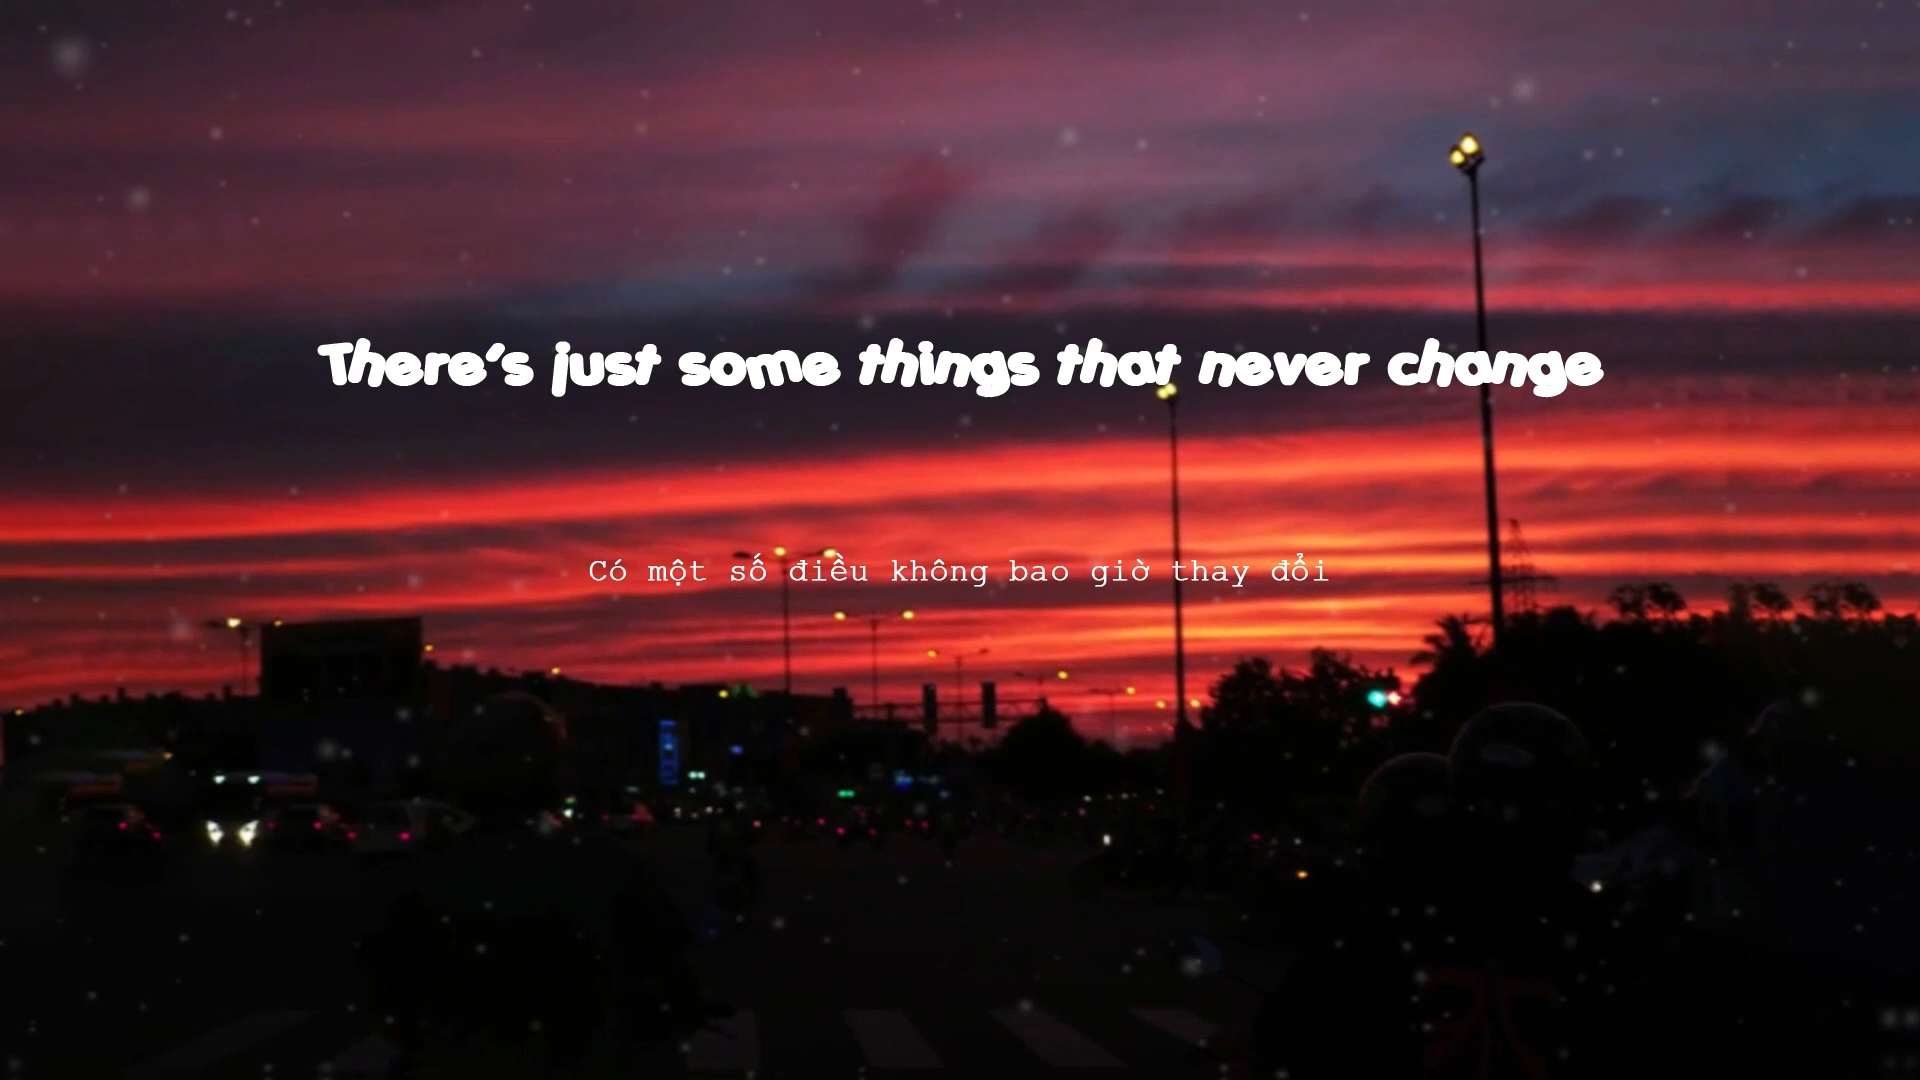 There's just some things that never change
Có một số điều không bao giờ thay đổi